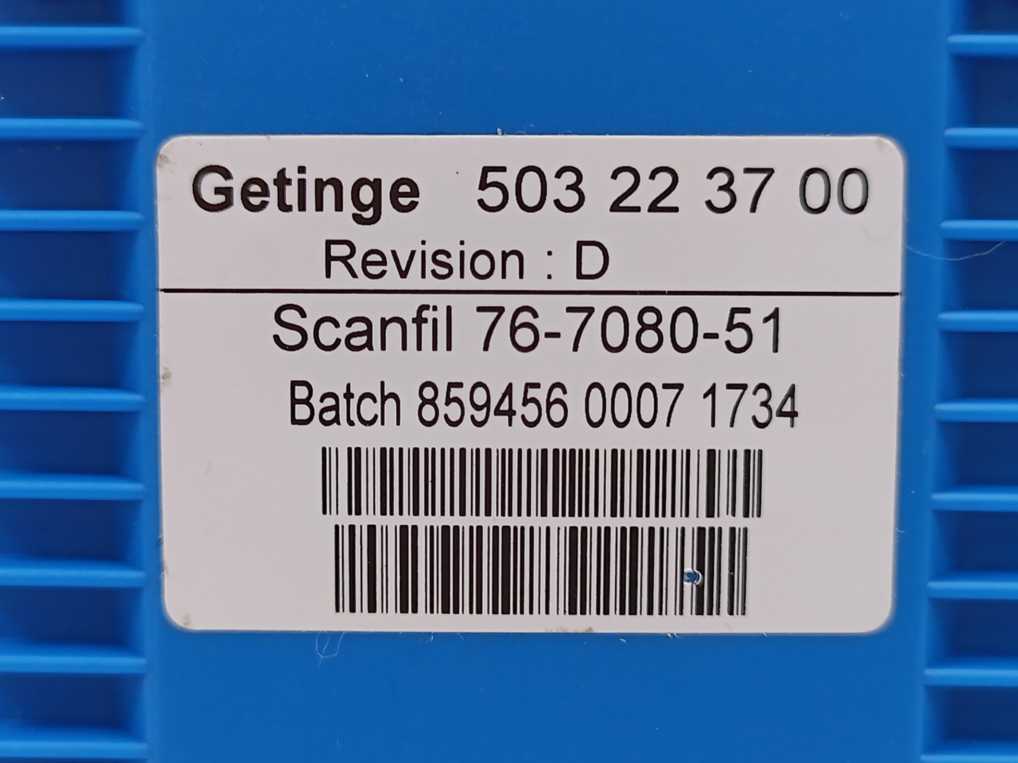 Getinge 503 22 37 00
Revision : D
Scanfil 76-7080-51
Batch 859456 0007 1734